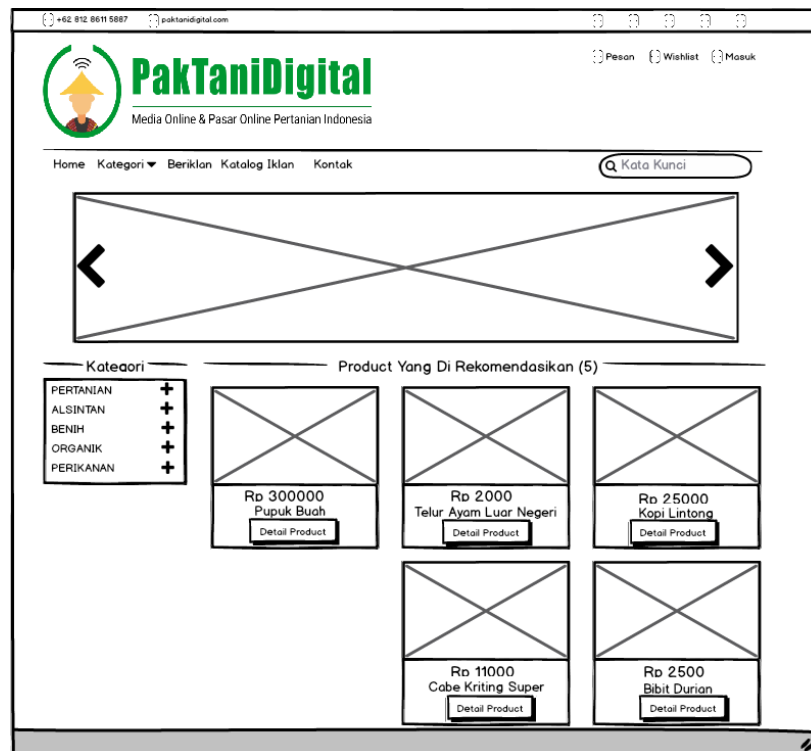 +62 812 8611 5887 paktanidigital.com
Pesan Wishlist Masuk
PakTaniDigital
Media Online & Pasar Online Pertanian Indonesia
Home Kategori Beriklan Katalog Iklan Kontak
Kata Kunci
Kategori
PERTANIAN
ALSINTAN
BENIH
ORGANIK
PERIKANAN
Product Yang Di Rekomendasikan (5)
Rp 300000
Pupuk Buah
Detail Product
Rp 2000
Telur Ayam Luar Negeri
Detail Product
Rp 25000
Kopi Lintong
Detail Product
Rp 11000
Cabe Kriting Super
Detail Product
Rp 2500
Bibit Durian
Detail Product